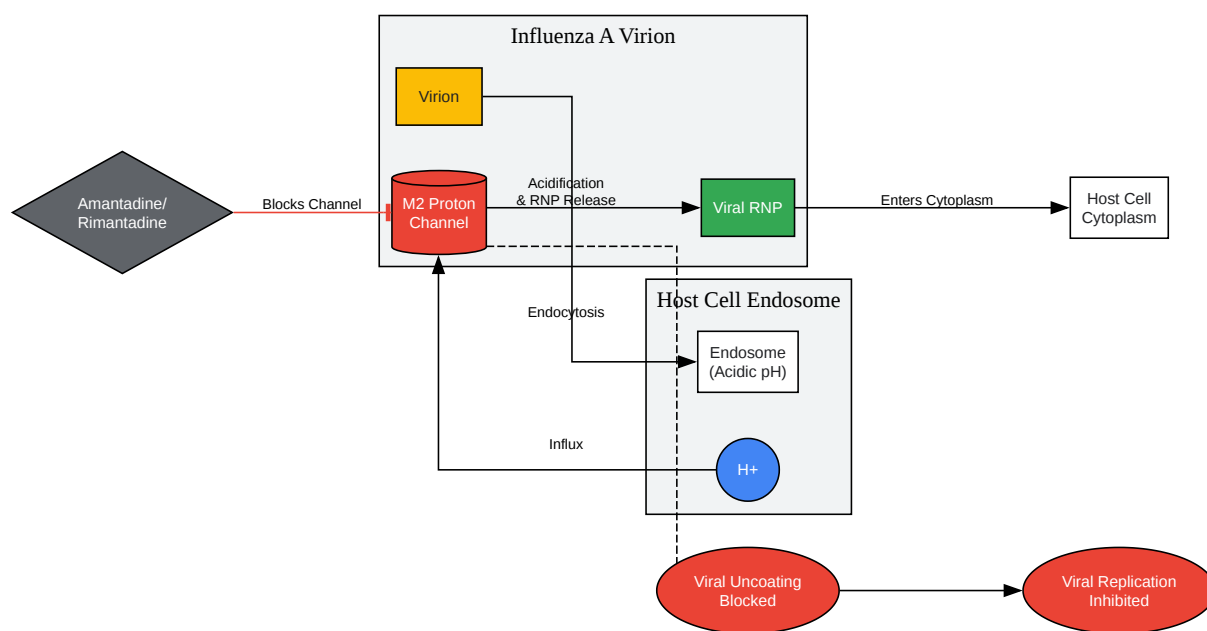 Influenza A Virion
Virion
Amantadine/
Rimantadine
Blocks Channel
M2 Proton
Channel
Acidification
& RNP Release
Viral RNP
Enters Cytoplasm
Host Cell
Cytoplasm
Host Cell Endosome
Endocytosis
Endosome
(Acidic pH)
Influx
H+
Viral Uncoating
Blocked
Viral Replication
Inhibited